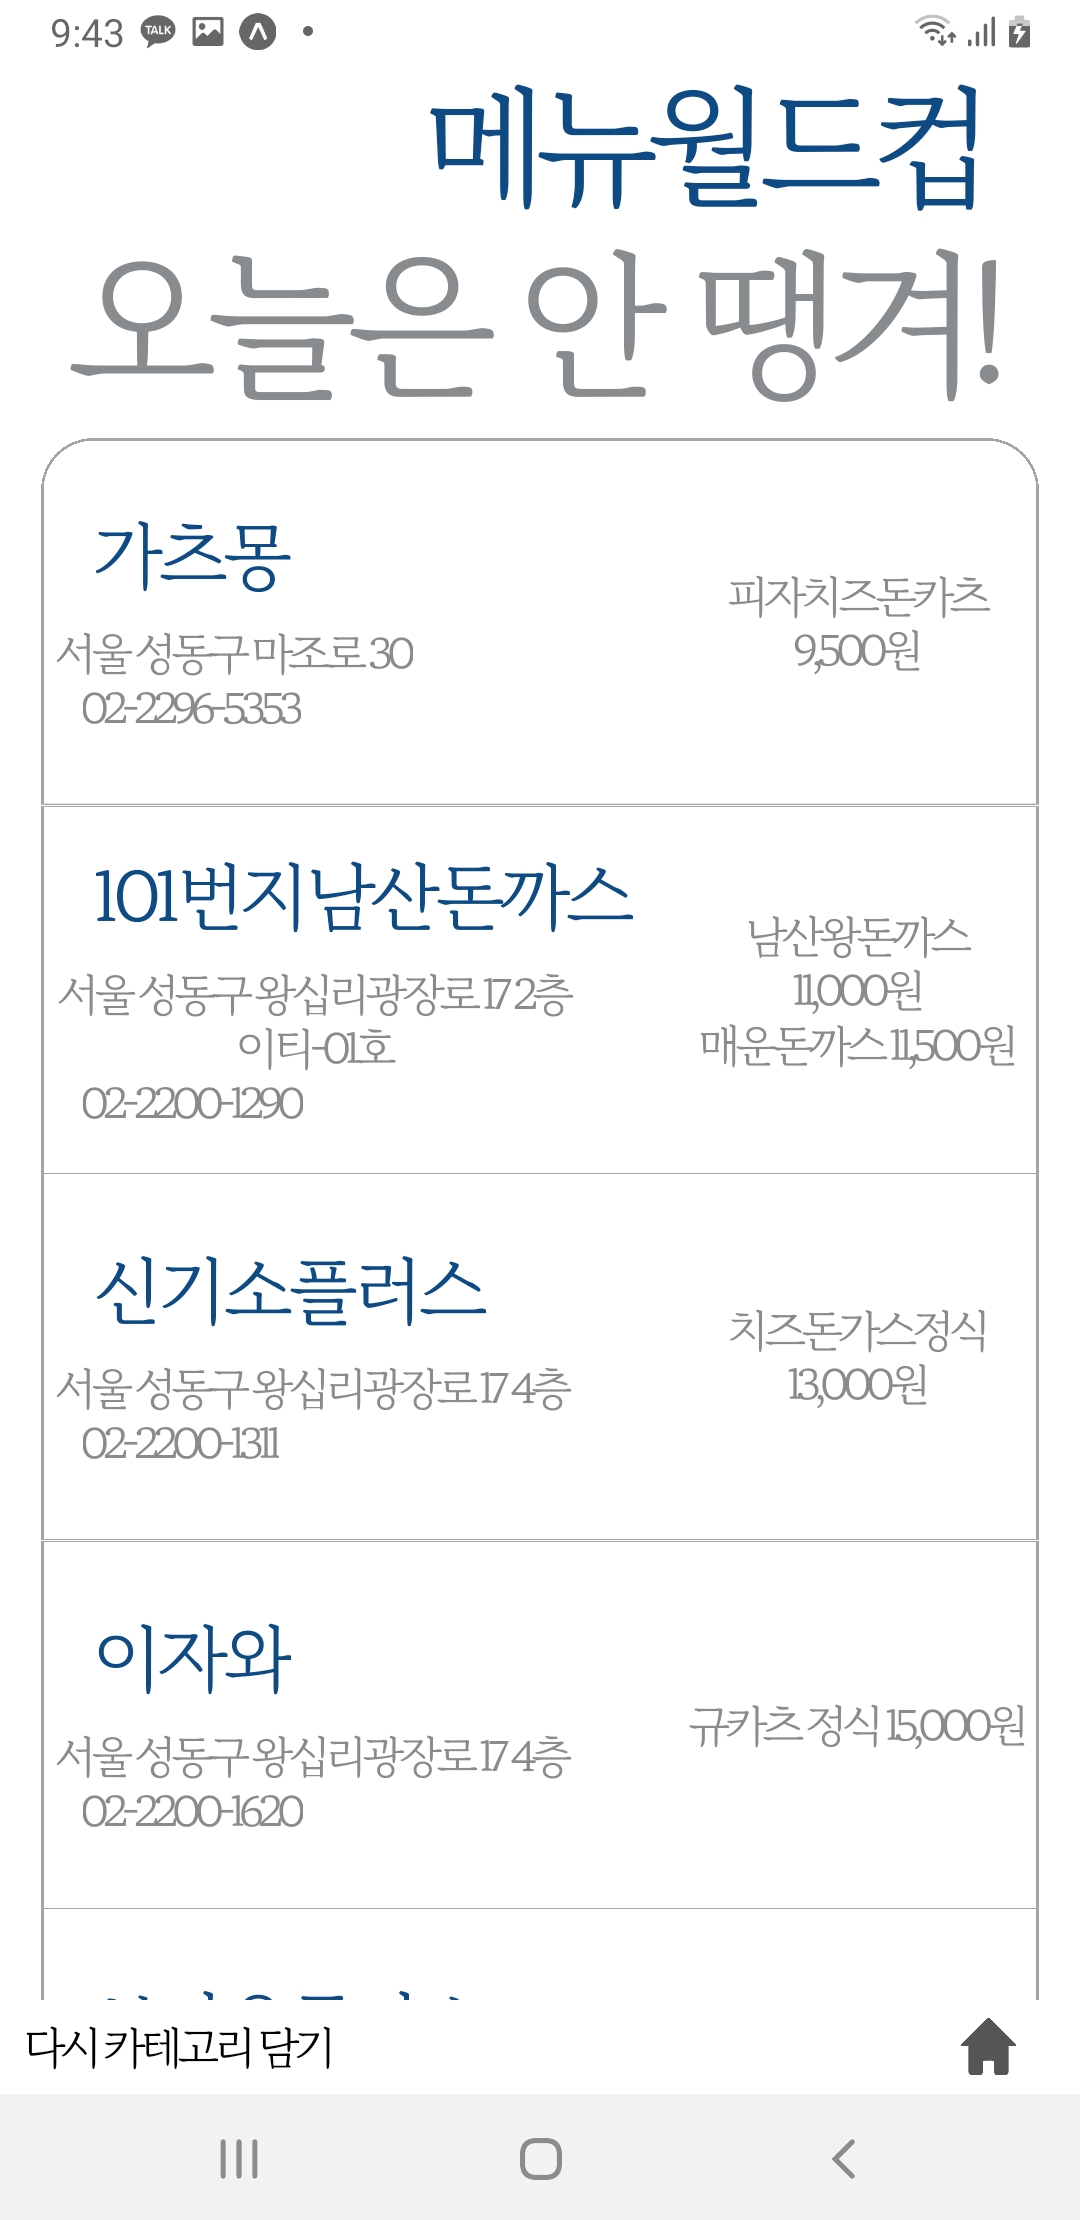 9:43
TALK
메뉴월드컵
오늘은 안 땡겨!
가츠몽
서울 성동구 마조로 30
02-2296-5353
피자치즈돈카츠
9,500원
101번지남산돈까스
서울 성동구 왕십리광장로 17 2층
이티-01호
02-2200-1290
남산왕돈까스
11,000원
매운돈까스 11,500원
신기소플러스
서울 성동구 왕십리광장로 17 4층
02-2200-1311
치즈돈가스정식
13,000원
이자와
서울 성동구 왕십리광장로 17 4층
02-2200-1620
규카츠 정식 15,000원
다시 카테고리 담기